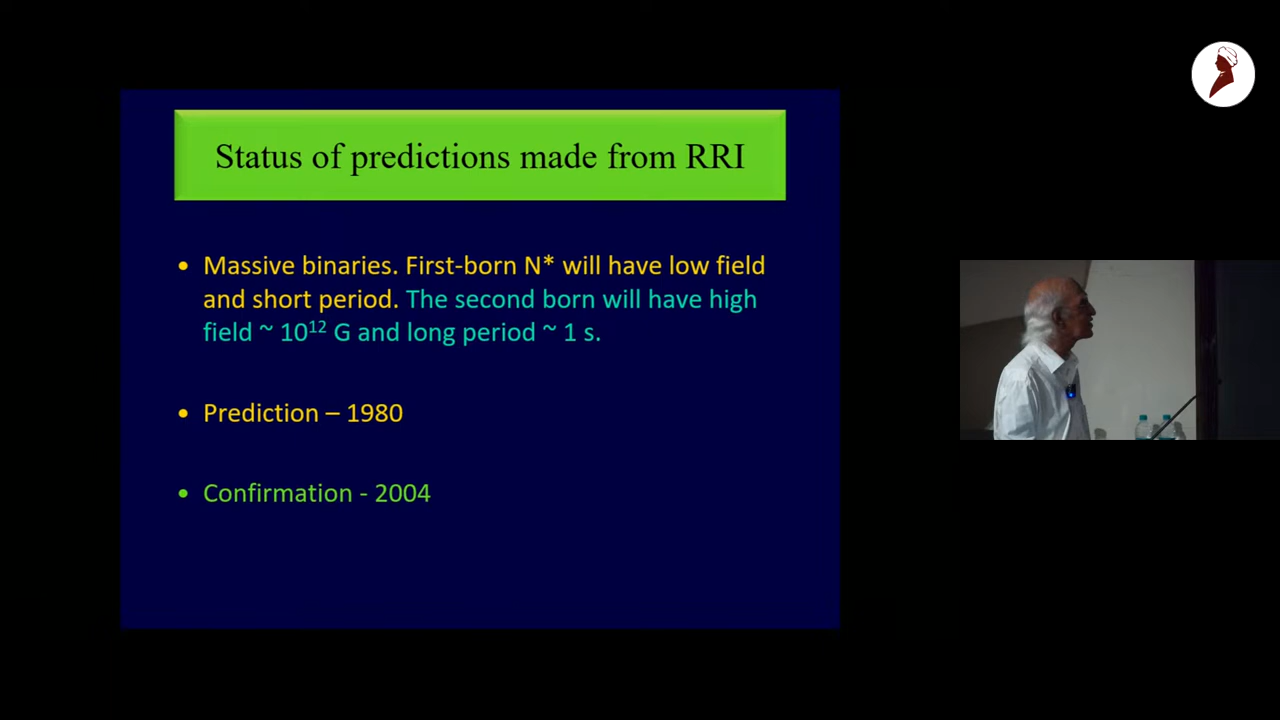 Status of predictions made from RRI
• Massive binaries. First-born N* will have low field
and short period. The second born will have high
field ~ 10¹² G and long period ~ 1 s.
• Prediction – 1980
• Confirmation - 2004